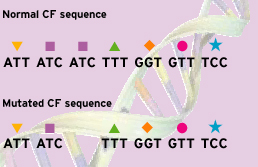 Normal CF sequence
ATT ATC ATC TTT GGT GTT TCC
Mutated CF sequence
ATT ATC TTT GGT GTT TCC